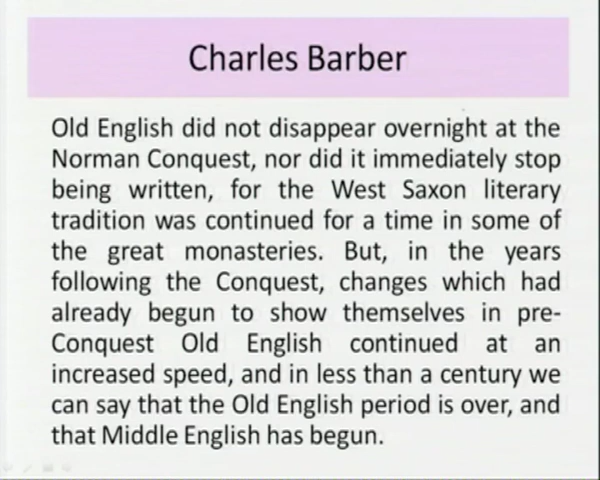 Charles Barber
Old English did not disappear overnight at the
Norman Conquest, nor did it immediately stop
being written, for the West Saxon literary
tradition was continued for a time in some of
the great monasteries. But, in the years
following the Conquest, changes which had
already begun to show themselves in pre-
Conquest Old English continued at an
increased speed, and in less than a century we
can say that the Old English period is over, and
that Middle English has begun.